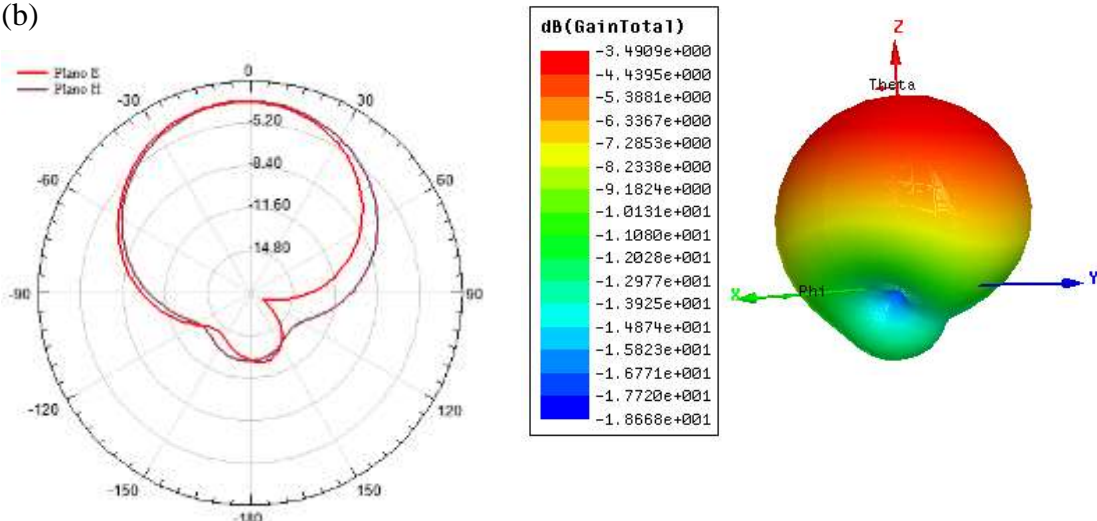 (b)
Plano E
Plano H
0
-30
30
-60
60
-90
90
-120
120
-150
150
-180
-5.20
-8.40
-11.60
-14.80
dB(GainTotal)
-3.4909e+000
-4.4395e+000
-5.3881e+000
-6.3367e+000
-7.2853e+000
-8.2338e+000
-9.1824e+000
-1.0131e+001
-1.1080e+001
-1.2028e+001
-1.2977e+001
-1.3925e+001
-1.4874e+001
-1.5823e+001
-1.6771e+001
-1.7720e+001
-1.8668e+001
Z
Theta
X
Phi
Y